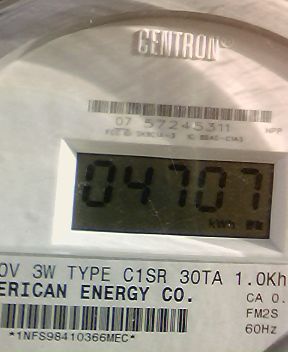 CENTRON®
07 57245311
NPP
04707
kWh
0V 3W TYPE C1SR 30TA 1.0Kh
ERICAN ENERGY CO.
CA 0.
FM2S
60Hz
*1NFS98410366MEC*